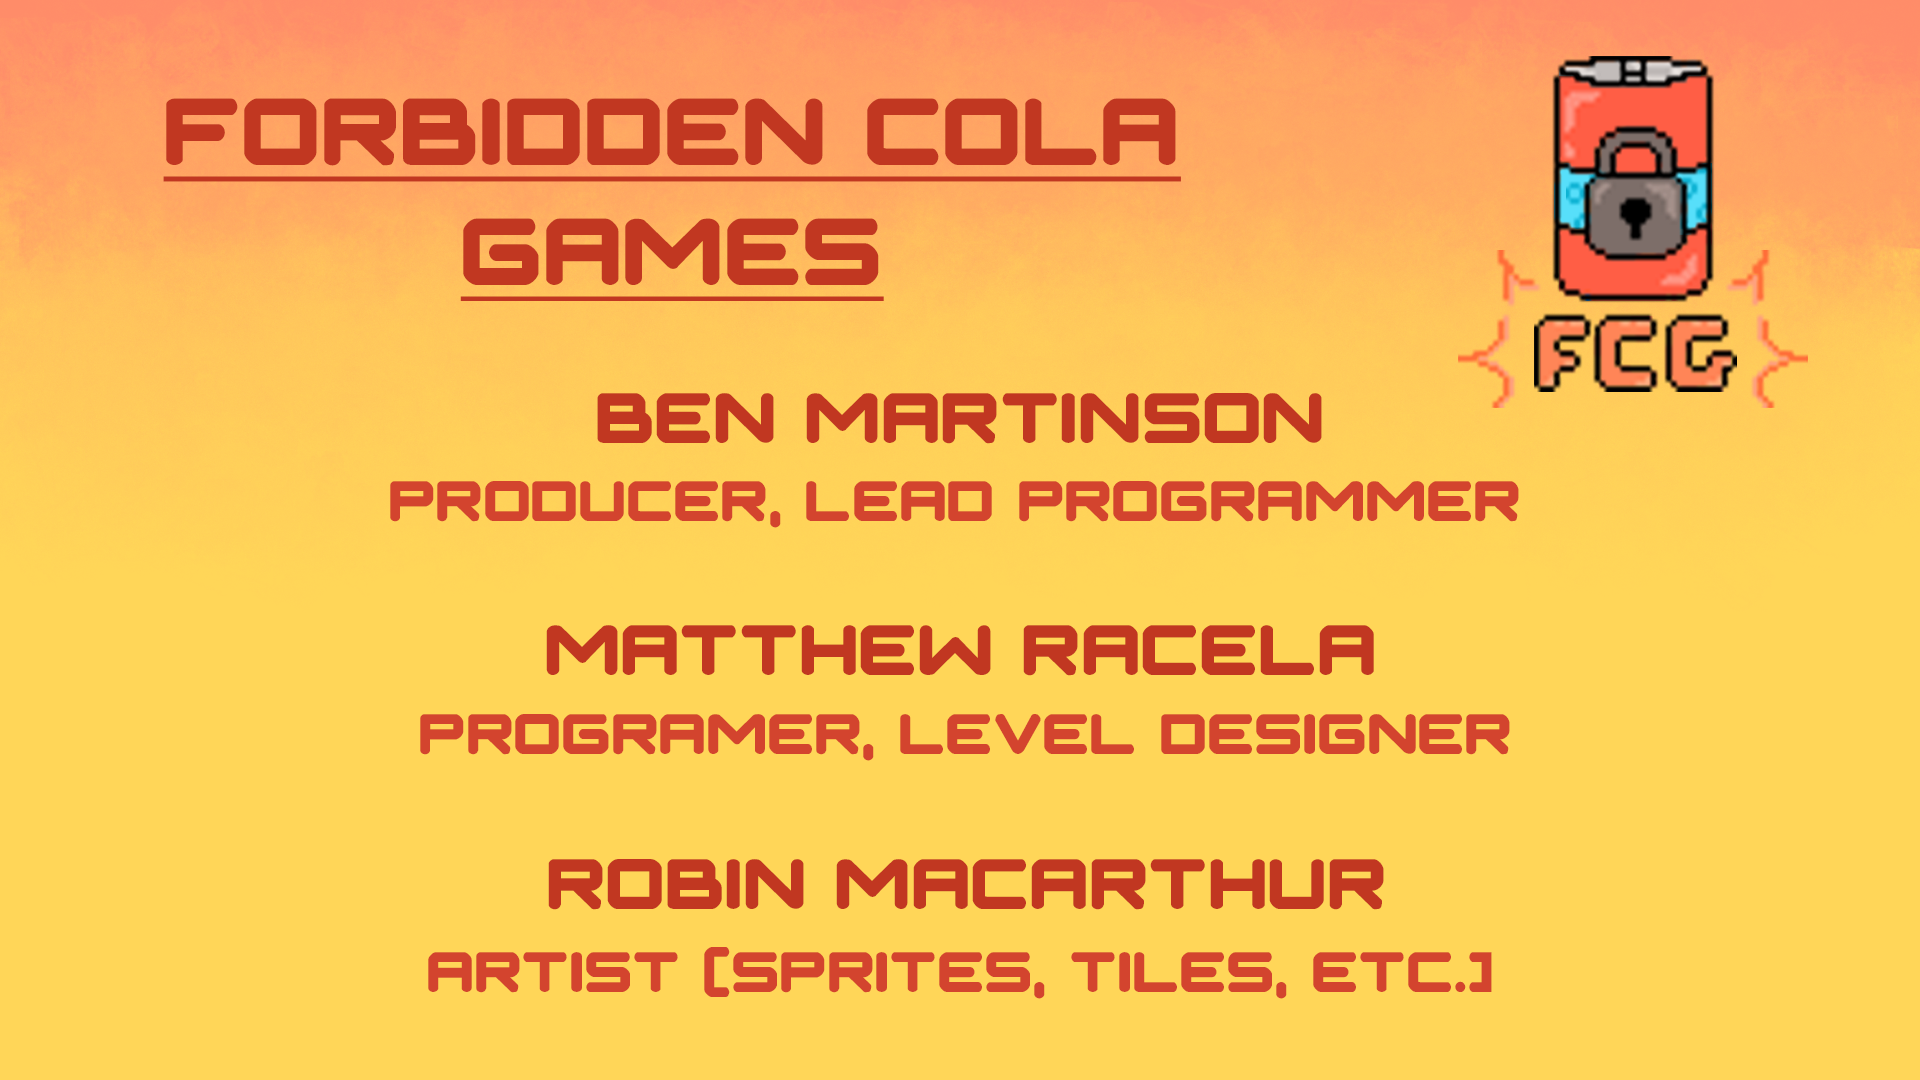 FORBIDDEN COLA
GAMES
FCG
BEN MARTINSON
PRODUCER, LEAD PROGRAMMER
MATTHEW RACELA
PROGRAMER, LEVEL DESIGNER
ROBIN MACARTHUR
ARTIST (SPRITES, TILES, ETC.)